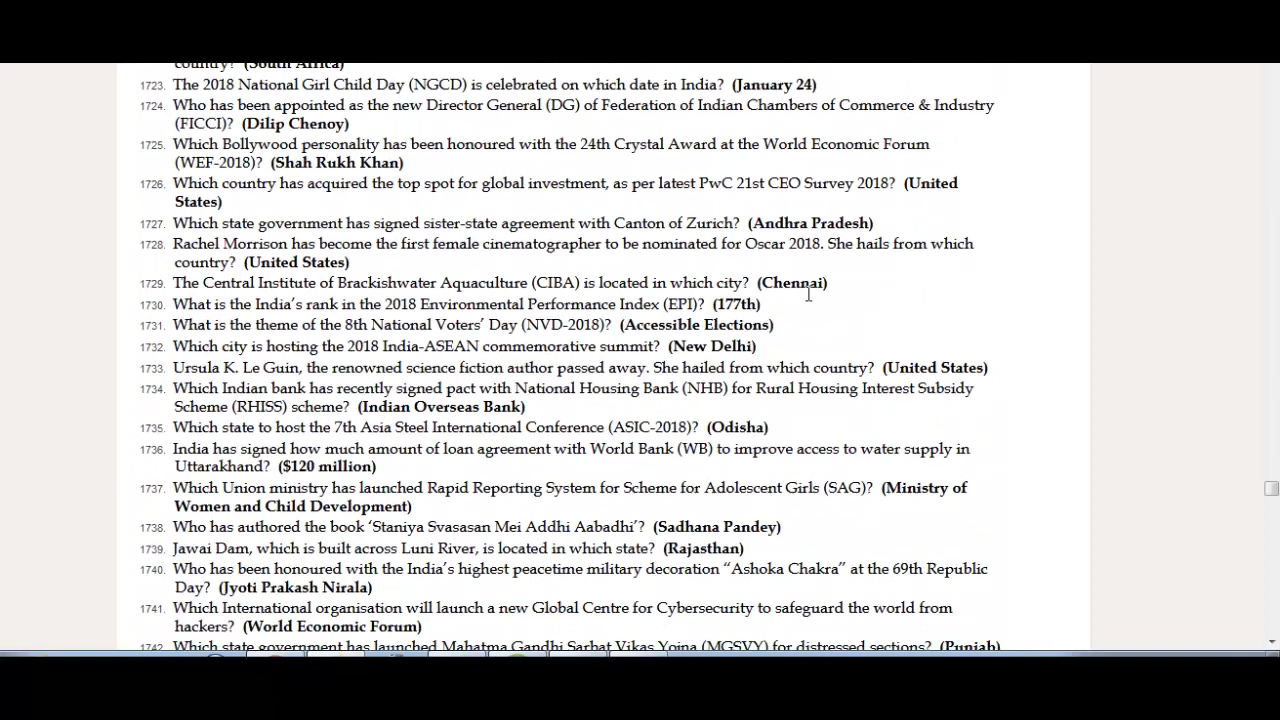 country? (South Africa)
1723. The 2018 National Girl Child Day (NGCD) is celebrated on which date in India? (January 24)
1724. Who has been appointed as the new Director General (DG) of Federation of Indian Chambers of Commerce & Industry
(FICCI)? (Dilip Chenoy)
1725. Which Bollywood personality has been honoured with the 24th Crystal Award at the World Economic Forum
(WEF-2018)? (Shah Rukh Khan)
1726. Which country has acquired the top spot for global investment, as per latest PwC 21st CEO Survey 2018? (United
States)
1727. Which state government has signed sister-state agreement with Canton of Zurich? (Andhra Pradesh)
1728. Rachel Morrison has become the first female cinematographer to be nominated for Oscar 2018. She hails from which
country? (United States)
1729. The Central Institute of Brackishwater Aquaculture (CIBA) is located in which city? (Chennai)
1730. What is the India's rank in the 2018 Environmental Performance Index (EPI)? (177th)
1731. What is the theme of the 8th National Voters' Day (NVD-2018)? (Accessible Elections)
1732. Which city is hosting the 2018 India-ASEAN commemorative summit? (New Delhi)
1733. Ursula K. Le Guin, the renowned science fiction author passed away. She hailed from which country? (United States)
1734. Which Indian bank has recently signed pact with National Housing Bank (NHB) for Rural Housing Interest Subsidy
Scheme (RHISS) scheme? (Indian Overseas Bank)
1735. Which state to host the 7th Asia Steel International Conference (ASIC-2018)? (Odisha)
1736. India has signed how much amount of loan agreement with World Bank (WB) to improve access to water supply in
Uttarakhand? ($120 million)
1737. Which Union ministry has launched Rapid Reporting System for Scheme for Adolescent Girls (SAG)? (Ministry of
Women and Child Development)
1738. Who has authored the book 'Staniya Svasasan Mei Addhi Aabadhi'? (Sadhana Pandey)
1739. Jawai Dam, which is built across Luni River, is located in which state? (Rajasthan)
1740. Who has been honoured with the India's highest peacetime military decoration "Ashoka Chakra" at the 69th Republic
Day? (Jyoti Prakash Nirala)
1741. Which International organisation will launch a new Global Centre for Cybersecurity to safeguard the world from
hackers? (World Economic Forum)
1742. Which state government has launched Mahatma Gandhi Sarbat Vikas Yojna (MGSVY) for distressed sections? (Punjab)